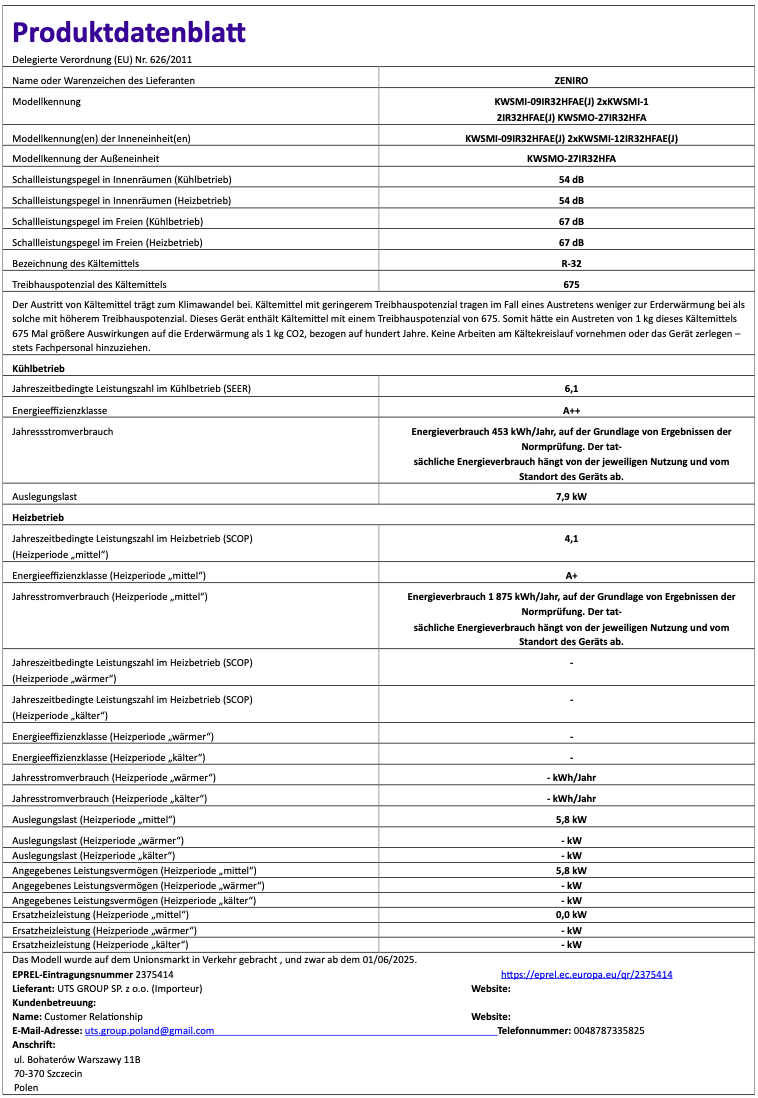 Produktdatenblatt
Delegierte Verordnung (EU) Nr. 626/2011
Name oder Warenzeichen des Lieferanten ZENIRO
Modellkennung KWSMI-09IR32HFAE(J) 2xKWSMI-1
2IR32HFAE(J) KWSMO-27IR32HFA
Modellkennung(en) der Inneneinheit(en) KWSMI-09IR32HFAE(J) 2xKWSMI-12IR32HFAE(J)
Modellkennung der Außeneinheit KWSMO-27IR32HFA
Schallleistungspegel in Innenräumen (Kühlbetrieb) 54 dB
Schallleistungspegel in Innenräumen (Heizbetrieb) 54 dB
Schallleistungspegel im Freien (Kühlbetrieb) 67 dB
Schallleistungspegel im Freien (Heizbetrieb) 67 dB
Bezeichnung des Kältemittels R-32
Treibhauspotenzial des Kältemittels 675
Der Austritt von Kältemittel trägt zum Klimawandel bei. Kältemittel mit geringerem Treibhauspotenzial tragen im Fall eines Austretens weniger zur Erderwärmung bei als
solche mit höherem Treibhauspotenzial. Dieses Gerät enthält Kältemittel mit einem Treibhauspotenzial von 675. Somit hätte ein Austreten von 1 kg dieses Kältemittels
675 Mal größere Auswirkungen auf die Erderwärmung als 1 kg CO2, bezogen auf hundert Jahre. Keine Arbeiten am Kältekreislauf vornehmen oder das Gerät zerlegen –
stets Fachpersonal hinzuziehen.
Kühlbetrieb
Jahreszeitbedingte Leistungszahl im Kühlbetrieb (SEER) 6,1
Energieeffizienzklasse A++
Jahressstromverbrauch Energieverbrauch 453 kWh/Jahr, auf der Grundlage von Ergebnissen der
Normprüfung. Der tat-
sächliche Energieverbrauch hängt von der jeweiligen Nutzung und vom
Standort des Geräts ab.
Auslegungslast 7,9 kW
Heizbetrieb
Jahreszeitbedingte Leistungszahl im Heizbetrieb (SCOP) 4,1
(Heizperiode „mittel“)
Energieeffizienzklasse (Heizperiode „mittel“) A+
Jahresstromverbrauch (Heizperiode „mittel“) Energieverbrauch 1 875 kWh/Jahr, auf der Grundlage von Ergebnissen der
Normprüfung. Der tat-
sächliche Energieverbrauch hängt von der jeweiligen Nutzung und vom
Standort des Geräts ab.
Jahreszeitbedingte Leistungszahl im Heizbetrieb (SCOP) -
(Heizperiode „wärmer“)
Jahreszeitbedingte Leistungszahl im Heizbetrieb (SCOP) -
(Heizperiode „kälter“)
Energieeffizienzklasse (Heizperiode „wärmer“) -
Energieeffizienzklasse (Heizperiode „kälter“) -
Jahresstromverbrauch (Heizperiode „wärmer“) - kWh/Jahr
Jahresstromverbrauch (Heizperiode „kälter“) - kWh/Jahr
Auslegungslast (Heizperiode „mittel“) 5,8 kW
Auslegungslast (Heizperiode „wärmer“) - kW
Auslegungslast (Heizperiode „kälter“) - kW
Angegebenes Leistungsvermögen (Heizperiode „mittel“) 5,8 kW
Angegebenes Leistungsvermögen (Heizperiode „wärmer“) - kW
Angegebenes Leistungsvermögen (Heizperiode „kälter“) - kW
Ersatzheizleistung (Heizperiode „mittel“) 0,0 kW
Ersatzheizleistung (Heizperiode „wärmer“) - kW
Ersatzheizleistung (Heizperiode „kälter“) - kW
Das Modell wurde auf dem Unionsmarkt in Verkehr gebracht , und zwar ab dem 01/06/2025.
EPREL-Eintragungsnummer 2375414 https://eprel.ec.europa.eu/qr/2375414
Lieferant: UTS GROUP SP. z o.o. (Importeur) Website:
Kundenbetreuung:
Name: Customer Relationship Website:
E-Mail-Adresse: uts.group.poland@gmail.com Telefonnummer: 0048787335825
Anschrift:
ul. Bohaterów Warszawy 11B
70-370 Szczecin
Polen